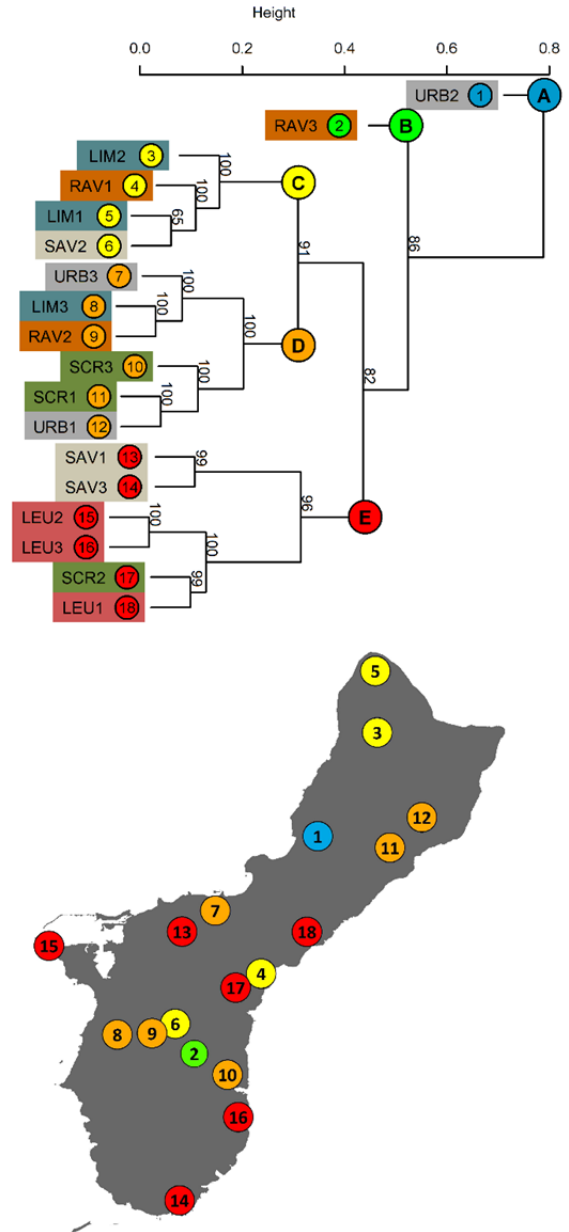 Height
0.0 0.2 0.4 0.6 0.8
URB2 1 A
RAV3 2 B
LIM2 3 100
C
RAV1 4 100
LIM1 5 65
SAV2 6
91 86
URB3 7 100
LIM3 8 100
RAV2 9
100 D
SCR3 10 100
82
SCR1 11 100
URB1 12
SAV1 13 99
SAV3 14
96 E
LEU2 15 100
LEU3 16 100
SCR2 17 99
LEU1 18
5
3
12
1
11
7
13 18
15
4
17
6
8 9
2
10
16
14